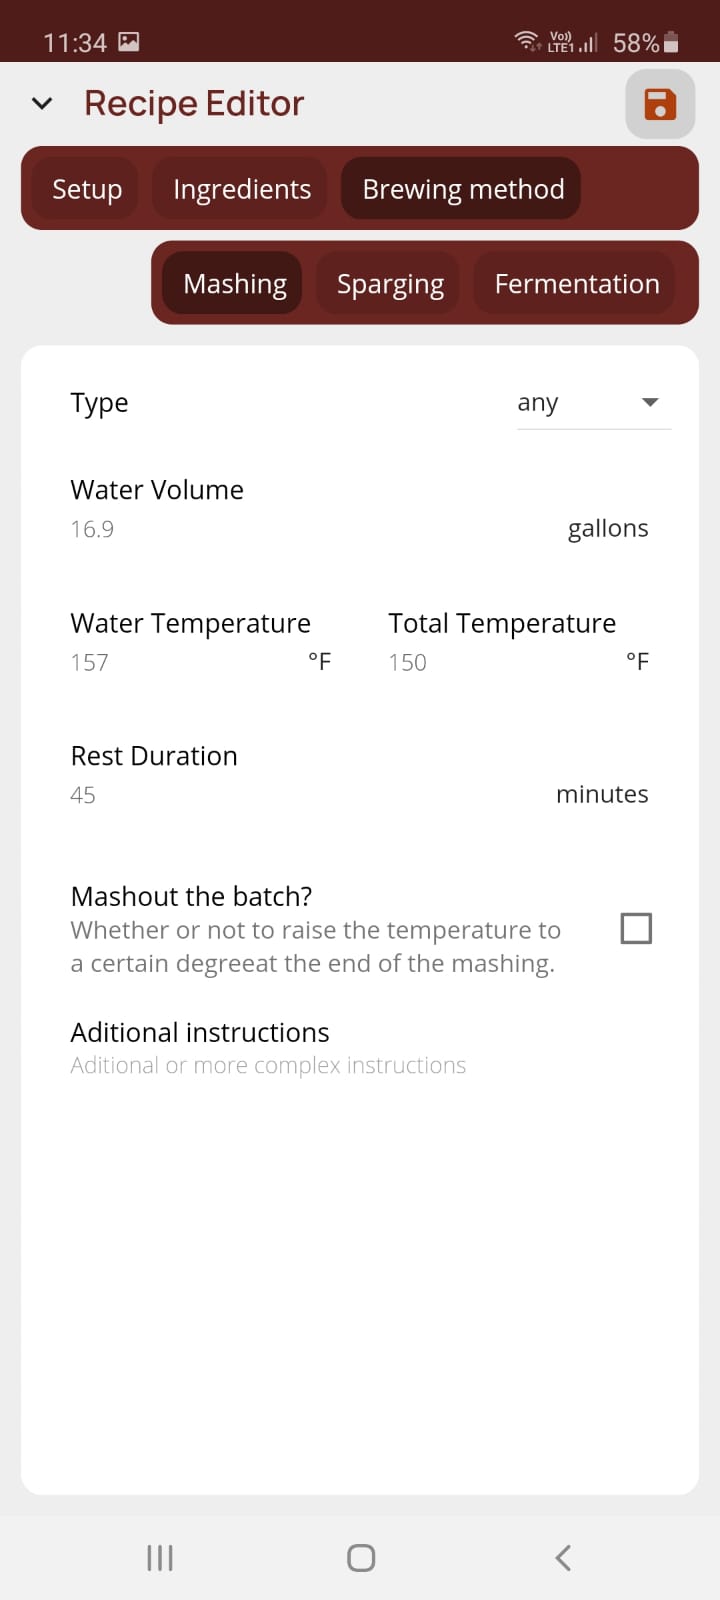 11:34 Vo)) LTE1 58%
Recipe Editor
Setup Ingredients Brewing method
Mashing Sparging Fermentation
Type any
Water Volume
16.9 gallons
Water Temperature Total Temperature
157 °F 150 °F
Rest Duration
45 minutes
Mashout the batch?
Whether or not to raise the temperature to
a certain degreeat the end of the mashing.
Aditional instructions
Aditional or more complex instructions